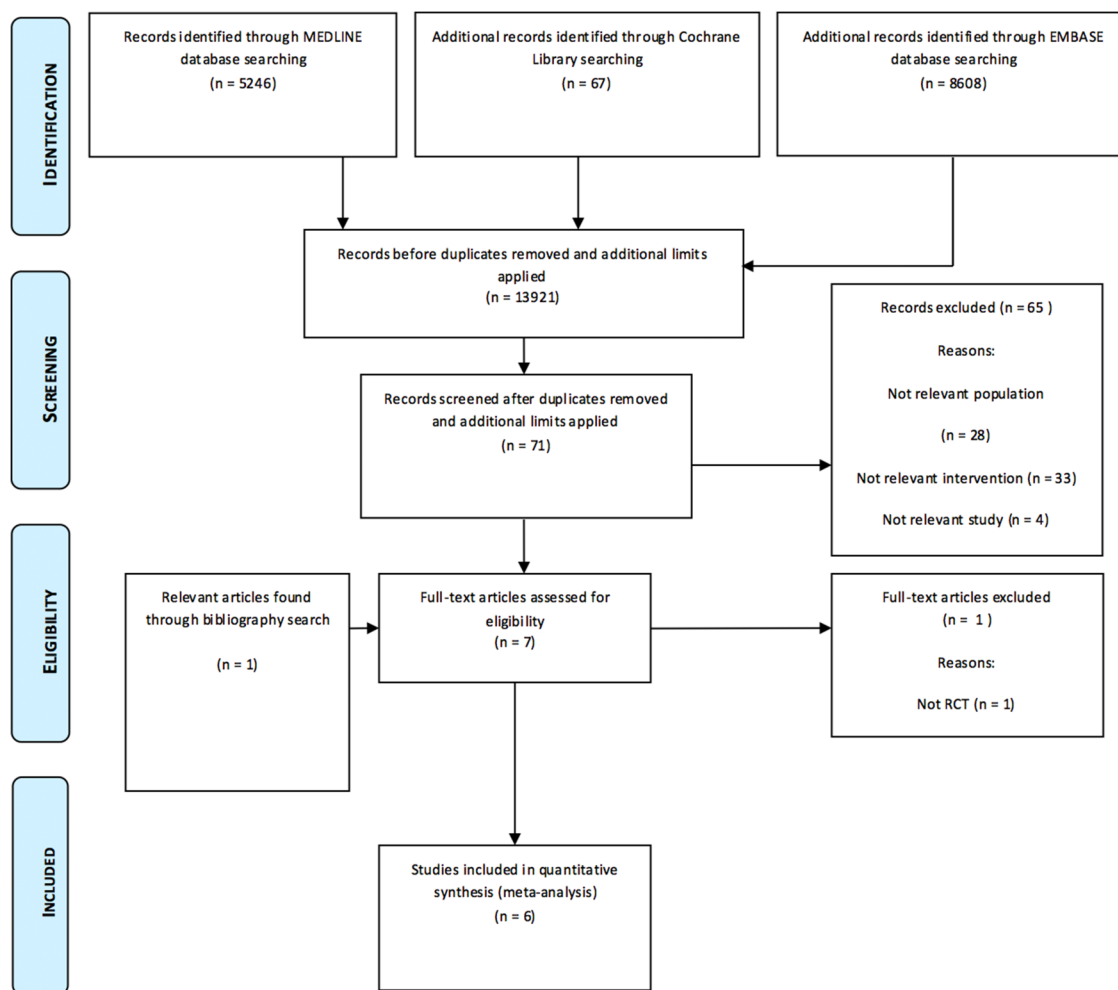 IDENTIFICATION
Records identified through MEDLINE
database searching
(n = 5246)
Additional records identified through Cochrane
Library searching
(n = 67)
Additional records identified through EMBASE
database searching
(n = 8608)
Records before duplicates removed and additional limits
applied
(n = 13921)
SCREENING
Records screened after duplicates removed
and additional limits applied
(n = 71)
Records excluded (n = 65 )
Reasons:
Not relevant population
(n = 28)
Not relevant intervention (n = 33)
Not relevant study (n = 4)
ELIGIBILITY
Relevant articles found
through bibliography search
(n = 1)
Full-text articles assessed for
eligibility
(n = 7)
Full-text articles excluded
(n = 1 )
Reasons:
Not RCT (n = 1)
INCLUDED
Studies included in quantitative
synthesis (meta-analysis)
(n = 6)